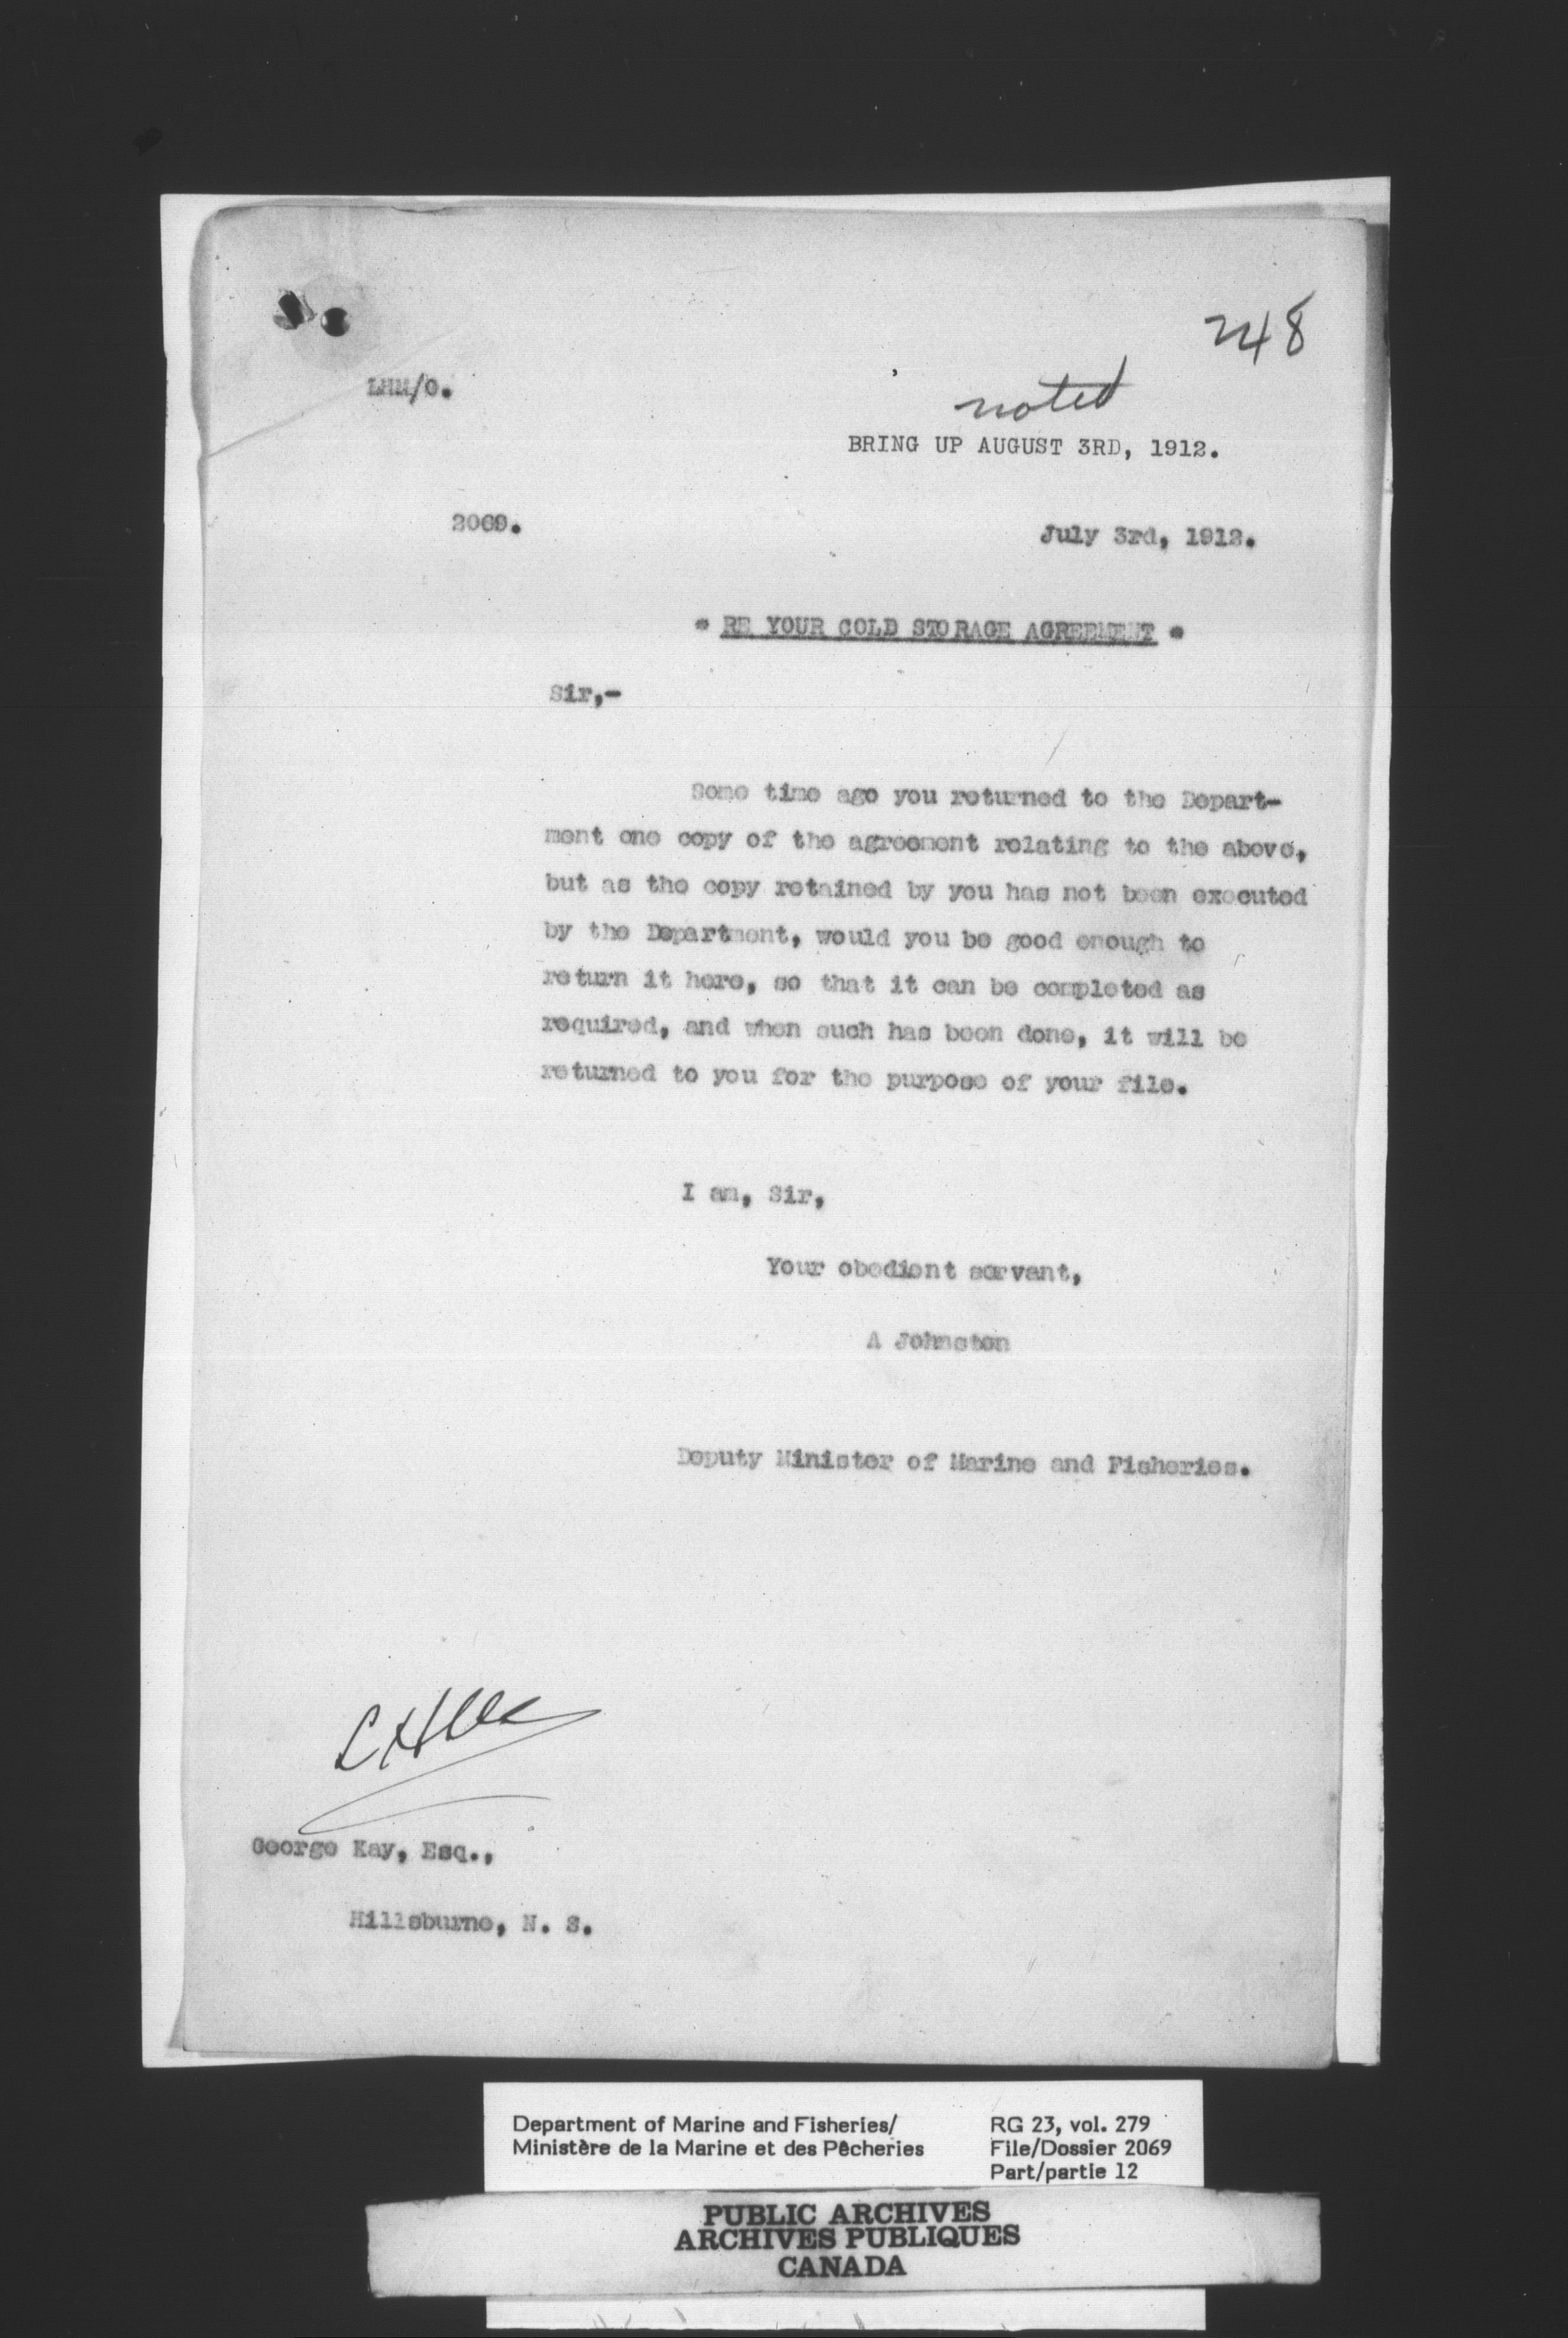 248
LHM/O.
noted
BRING UP AUGUST 3RD, 1912.
2069.
July 3rd, 1912.
* RE YOUR COLD STORAGE AGREEMENT *
Sir,-
Some time ago you returned to the Depart-
ment one copy of the agreement relating to the above,
but as the copy retained by you has not been executed
by the Department, would you be good enough to
return it here, so that it can be completed as
required, and when such has been done, it will be
returned to you for the purpose of your file.
I am, Sir,
Your obedient servant,
A Johnston
Deputy Minister of Marine and Fisheries.
George Kay, Esq.,
Hillsburne, N. S.
Department of Marine and Fisheries/
Ministère de la Marine et des Pêcheries
RG 23, vol. 279
File/Dossier 2069
Part/partie 12
PUBLIC ARCHIVES
ARCHIVES PUBLIQUES
CANADA